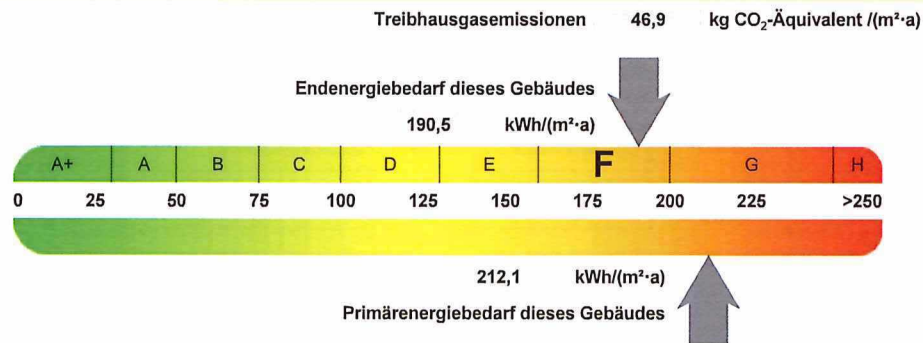 Treibhausgasemissionen 46,9 kg CO₂-Äquivalent /(m²·a)
Endenergiebedarf dieses Gebäudes
190,5 kWh/(m²·a)
A+ A B C D E F G H
0 25 50 75 100 125 150 175 200 225 >250
212,1 kWh/(m²·a)
Primärenergiebedarf dieses Gebäudes